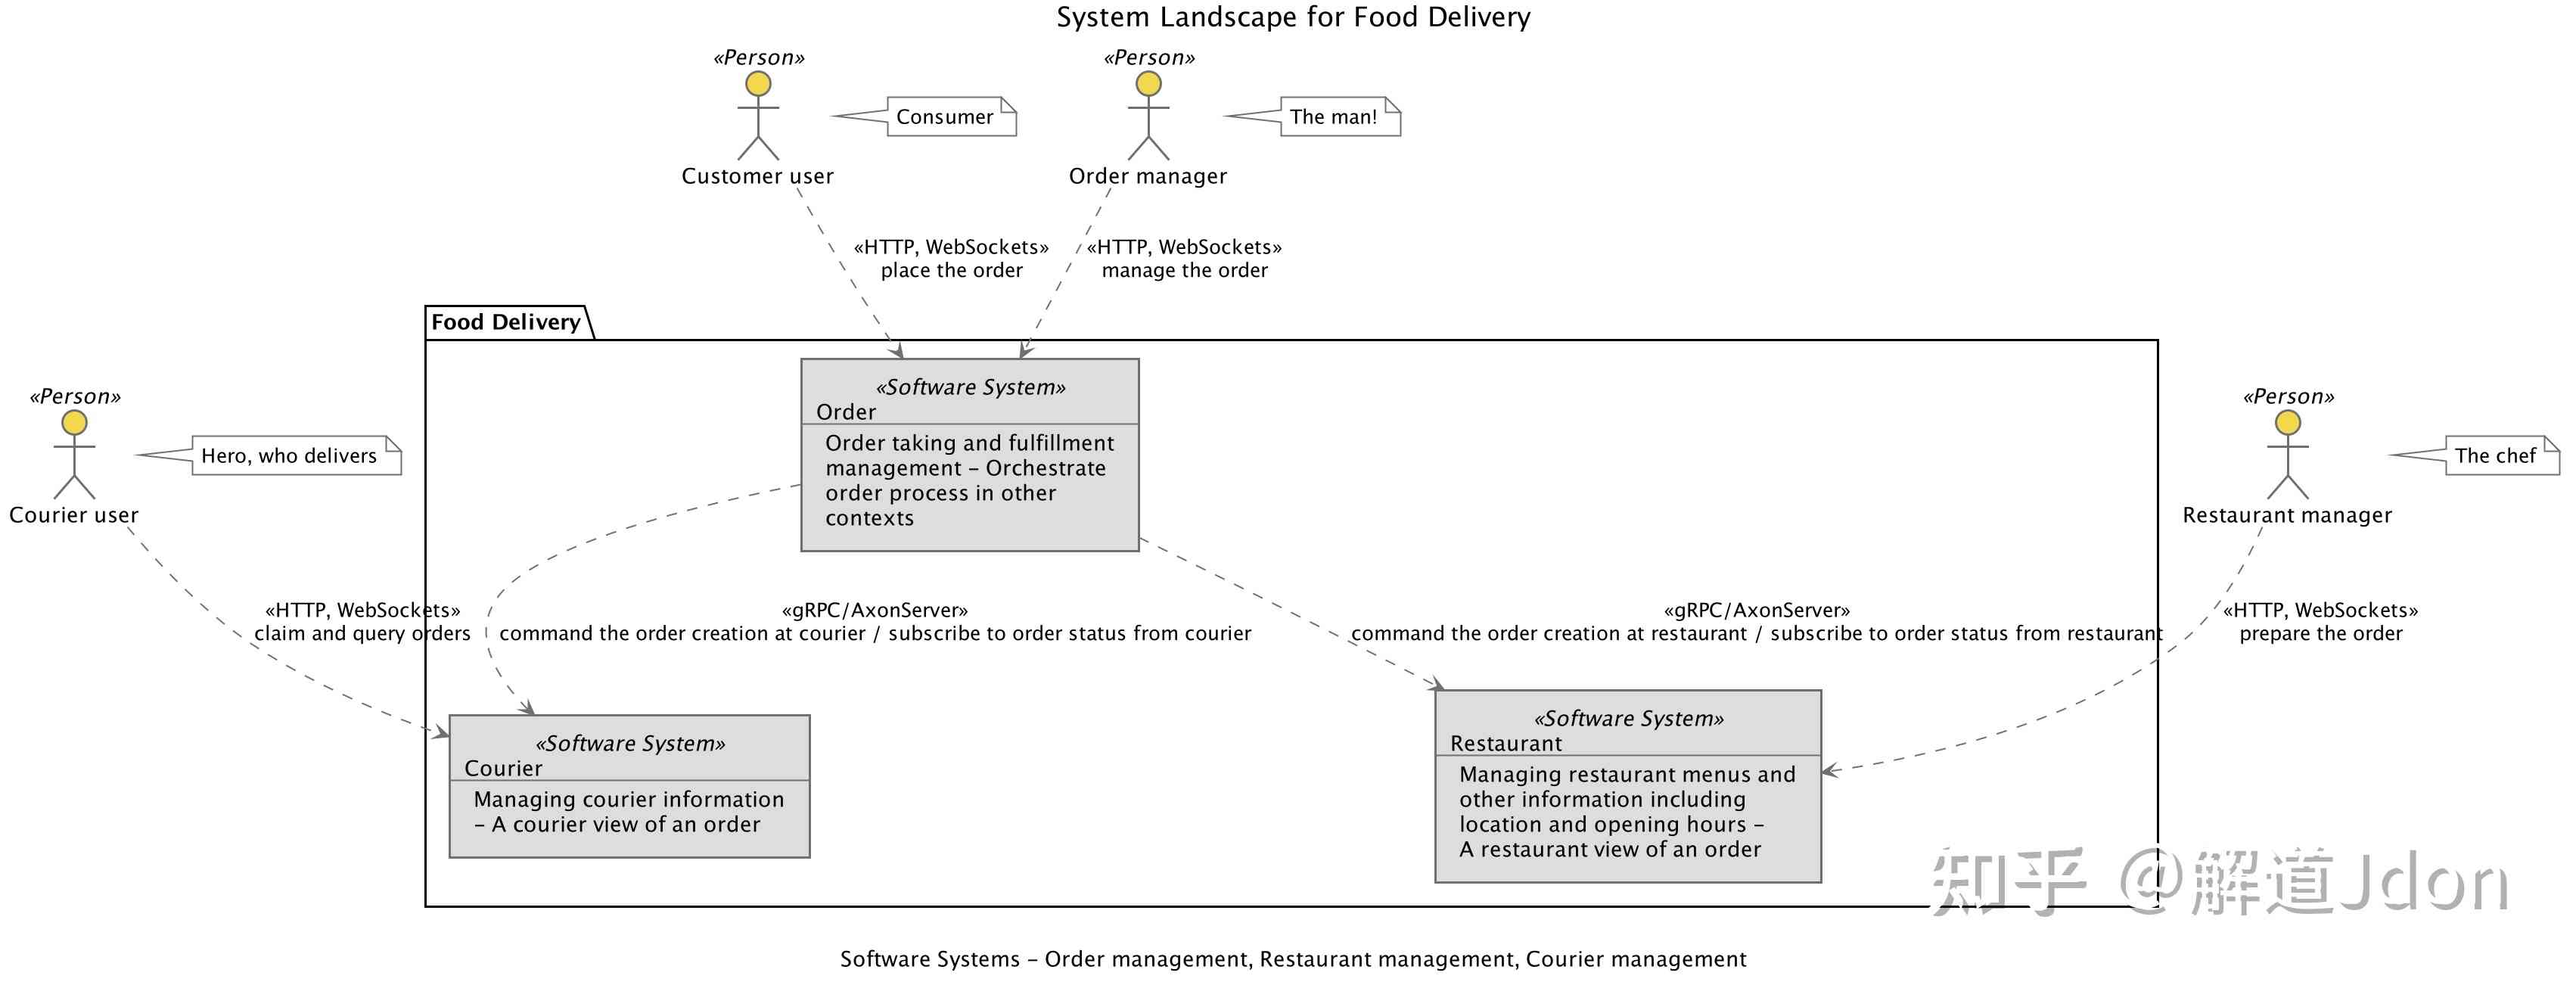 System Landscape for Food Delivery
«Person»
Customer user
Consumer
«Person»
Order manager
The man!
«HTTP, WebSockets»
place the order
«HTTP, WebSockets»
manage the order
Food Delivery
«Person»
Courier user
Hero, who delivers
«Software System»
Order
Order taking and fulfillment
management – Orchestrate
order process in other
contexts
«Person»
Restaurant manager
The chef
«HTTP, WebSockets»
claim and query orders
«gRPC/AxonServer»
command the order creation at courier / subscribe to order status from courier
«gRPC/AxonServer»
command the order creation at restaurant / subscribe to order status from restaurant
«HTTP, WebSockets»
prepare the order
«Software System»
Courier
Managing courier information
– A courier view of an order
«Software System»
Restaurant
Managing restaurant menus and
other information including
location and opening hours –
A restaurant view of an order
知乎 @解道Jdon
Software Systems – Order management, Restaurant management, Courier management